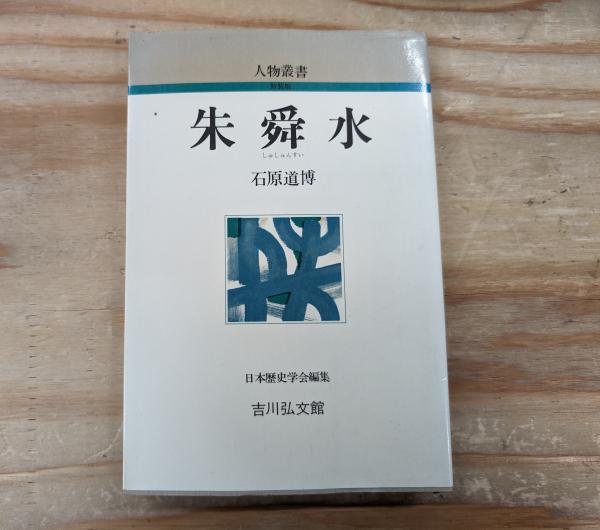 人物叢書
新装版
朱舜水
しゅしゅんすい
石原道博
日本歴史学会編集
吉川弘文館